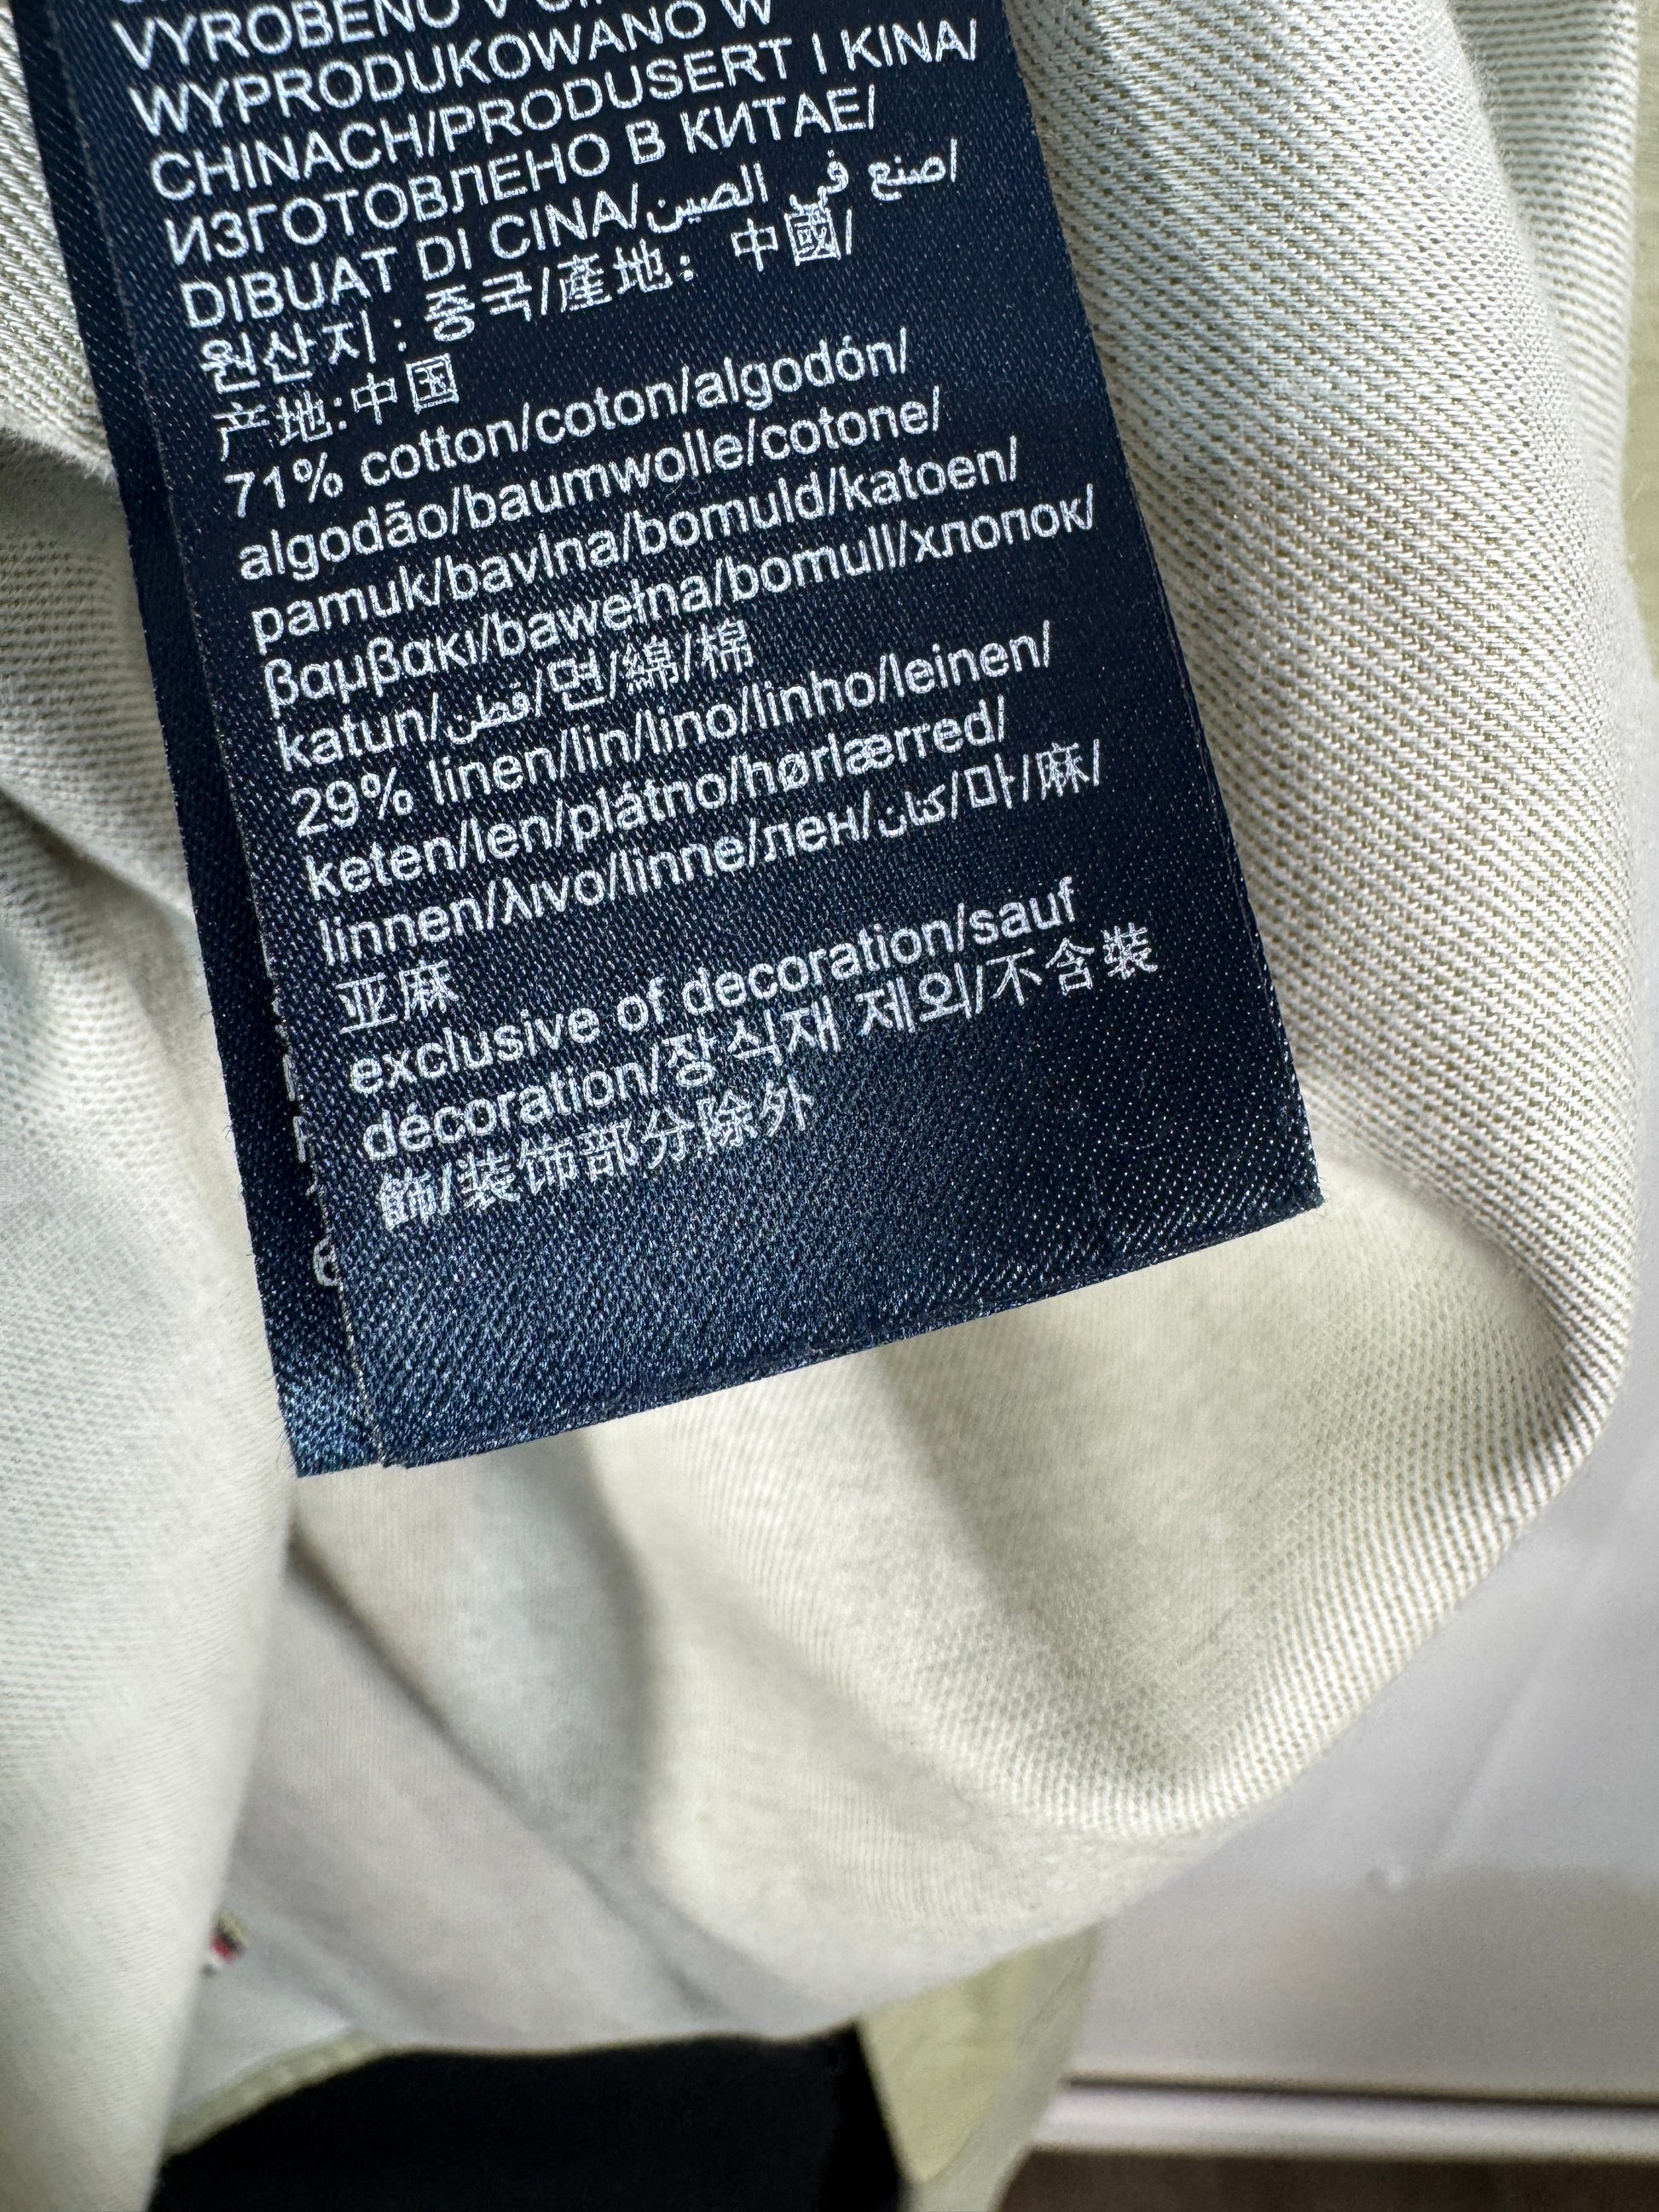 VYROBENO V
WYPRODUKOWANO W
CHINACH/PRODUSERT I KINA/
ИЗГОТОВЛЕНО В КИТАЕ/
DIBUAT DI CINA/صنع في الصين/
원산지 : 중국/產地：中國/
产地:中国
71% cotton/coton/algodón/
algodão/baumwolle/cotone/
pamuk/bavlna/bomuld/katoen/
βαμβακι/bawełna/bomull/хлопок/
katun/قطن/면/綿/棉
29% linen/lin/lino/linho/leinen/
keten/len/plátno/hørlærred/
linnen/λινο/linne/лен/كتان/마/麻/
亚麻
exclusive of decoration/sauf
décoration/장식재 제외/不含裝
飾/装饰部分除外